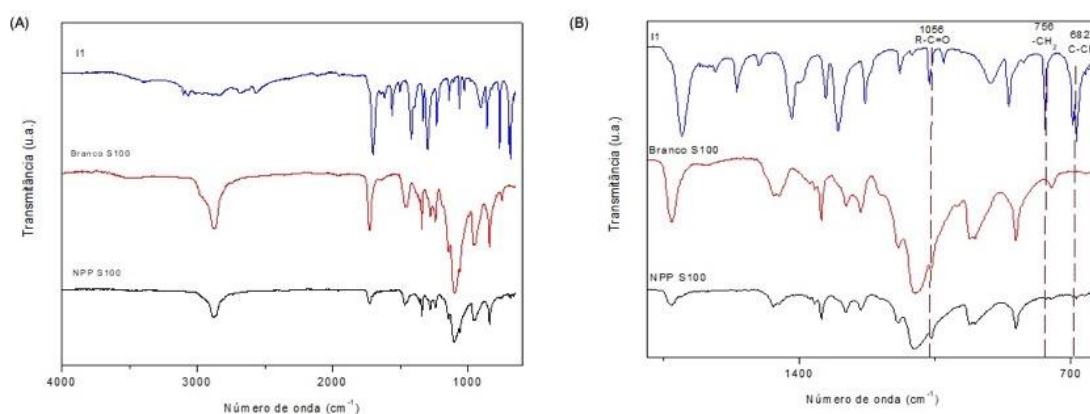 (A)
I1
Branco S100
NPP S100
Transmitância (u.a.)
4000
3000
2000
1000
Número de onda (cm⁻¹)
(B)
I1
1056
R-C=O
756
-CH₂
682
Branco S100
NPP S100
Transmitância (u.a.)
1400
700
Número de onda (cm⁻¹)